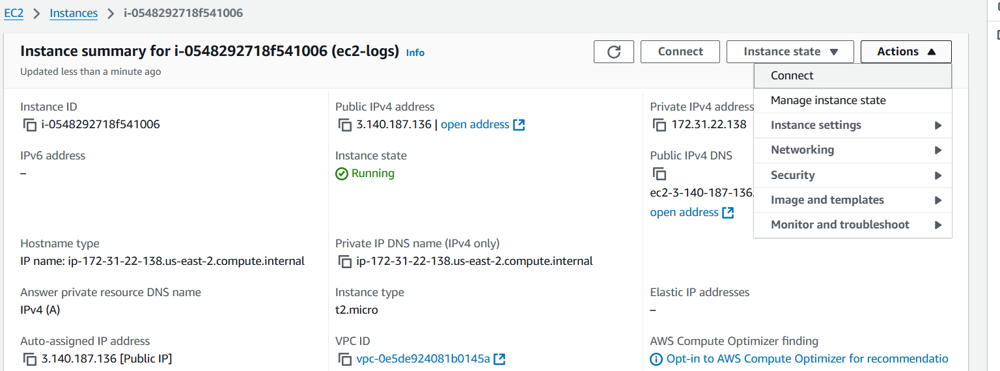 EC2 > Instances > i-0548292718f541006
Instance summary for i-0548292718f541006 (ec2-logs) Info
Updated less than a minute ago
Connect
Instance state
Actions
Connect
Manage instance state
Instance settings
Networking
Security
Image and templates
Monitor and troubleshoot
Instance ID
i-0548292718f541006
Public IPv4 address
3.140.187.136 | open address
Private IPv4 address
172.31.22.138
IPv6 address
–
Instance state
Running
Public IPv4 DNS
ec2-3-140-187-136.
open address
Hostname type
IP name: ip-172-31-22-138.us-east-2.compute.internal
Private IP DNS name (IPv4 only)
ip-172-31-22-138.us-east-2.compute.internal
Answer private resource DNS name
IPv4 (A)
Instance type
t2.micro
Elastic IP addresses
–
Auto-assigned IP address
3.140.187.136 [Public IP]
VPC ID
vpc-0e5de924081b0145a
AWS Compute Optimizer finding
Opt-in to AWS Compute Optimizer for recommendatio